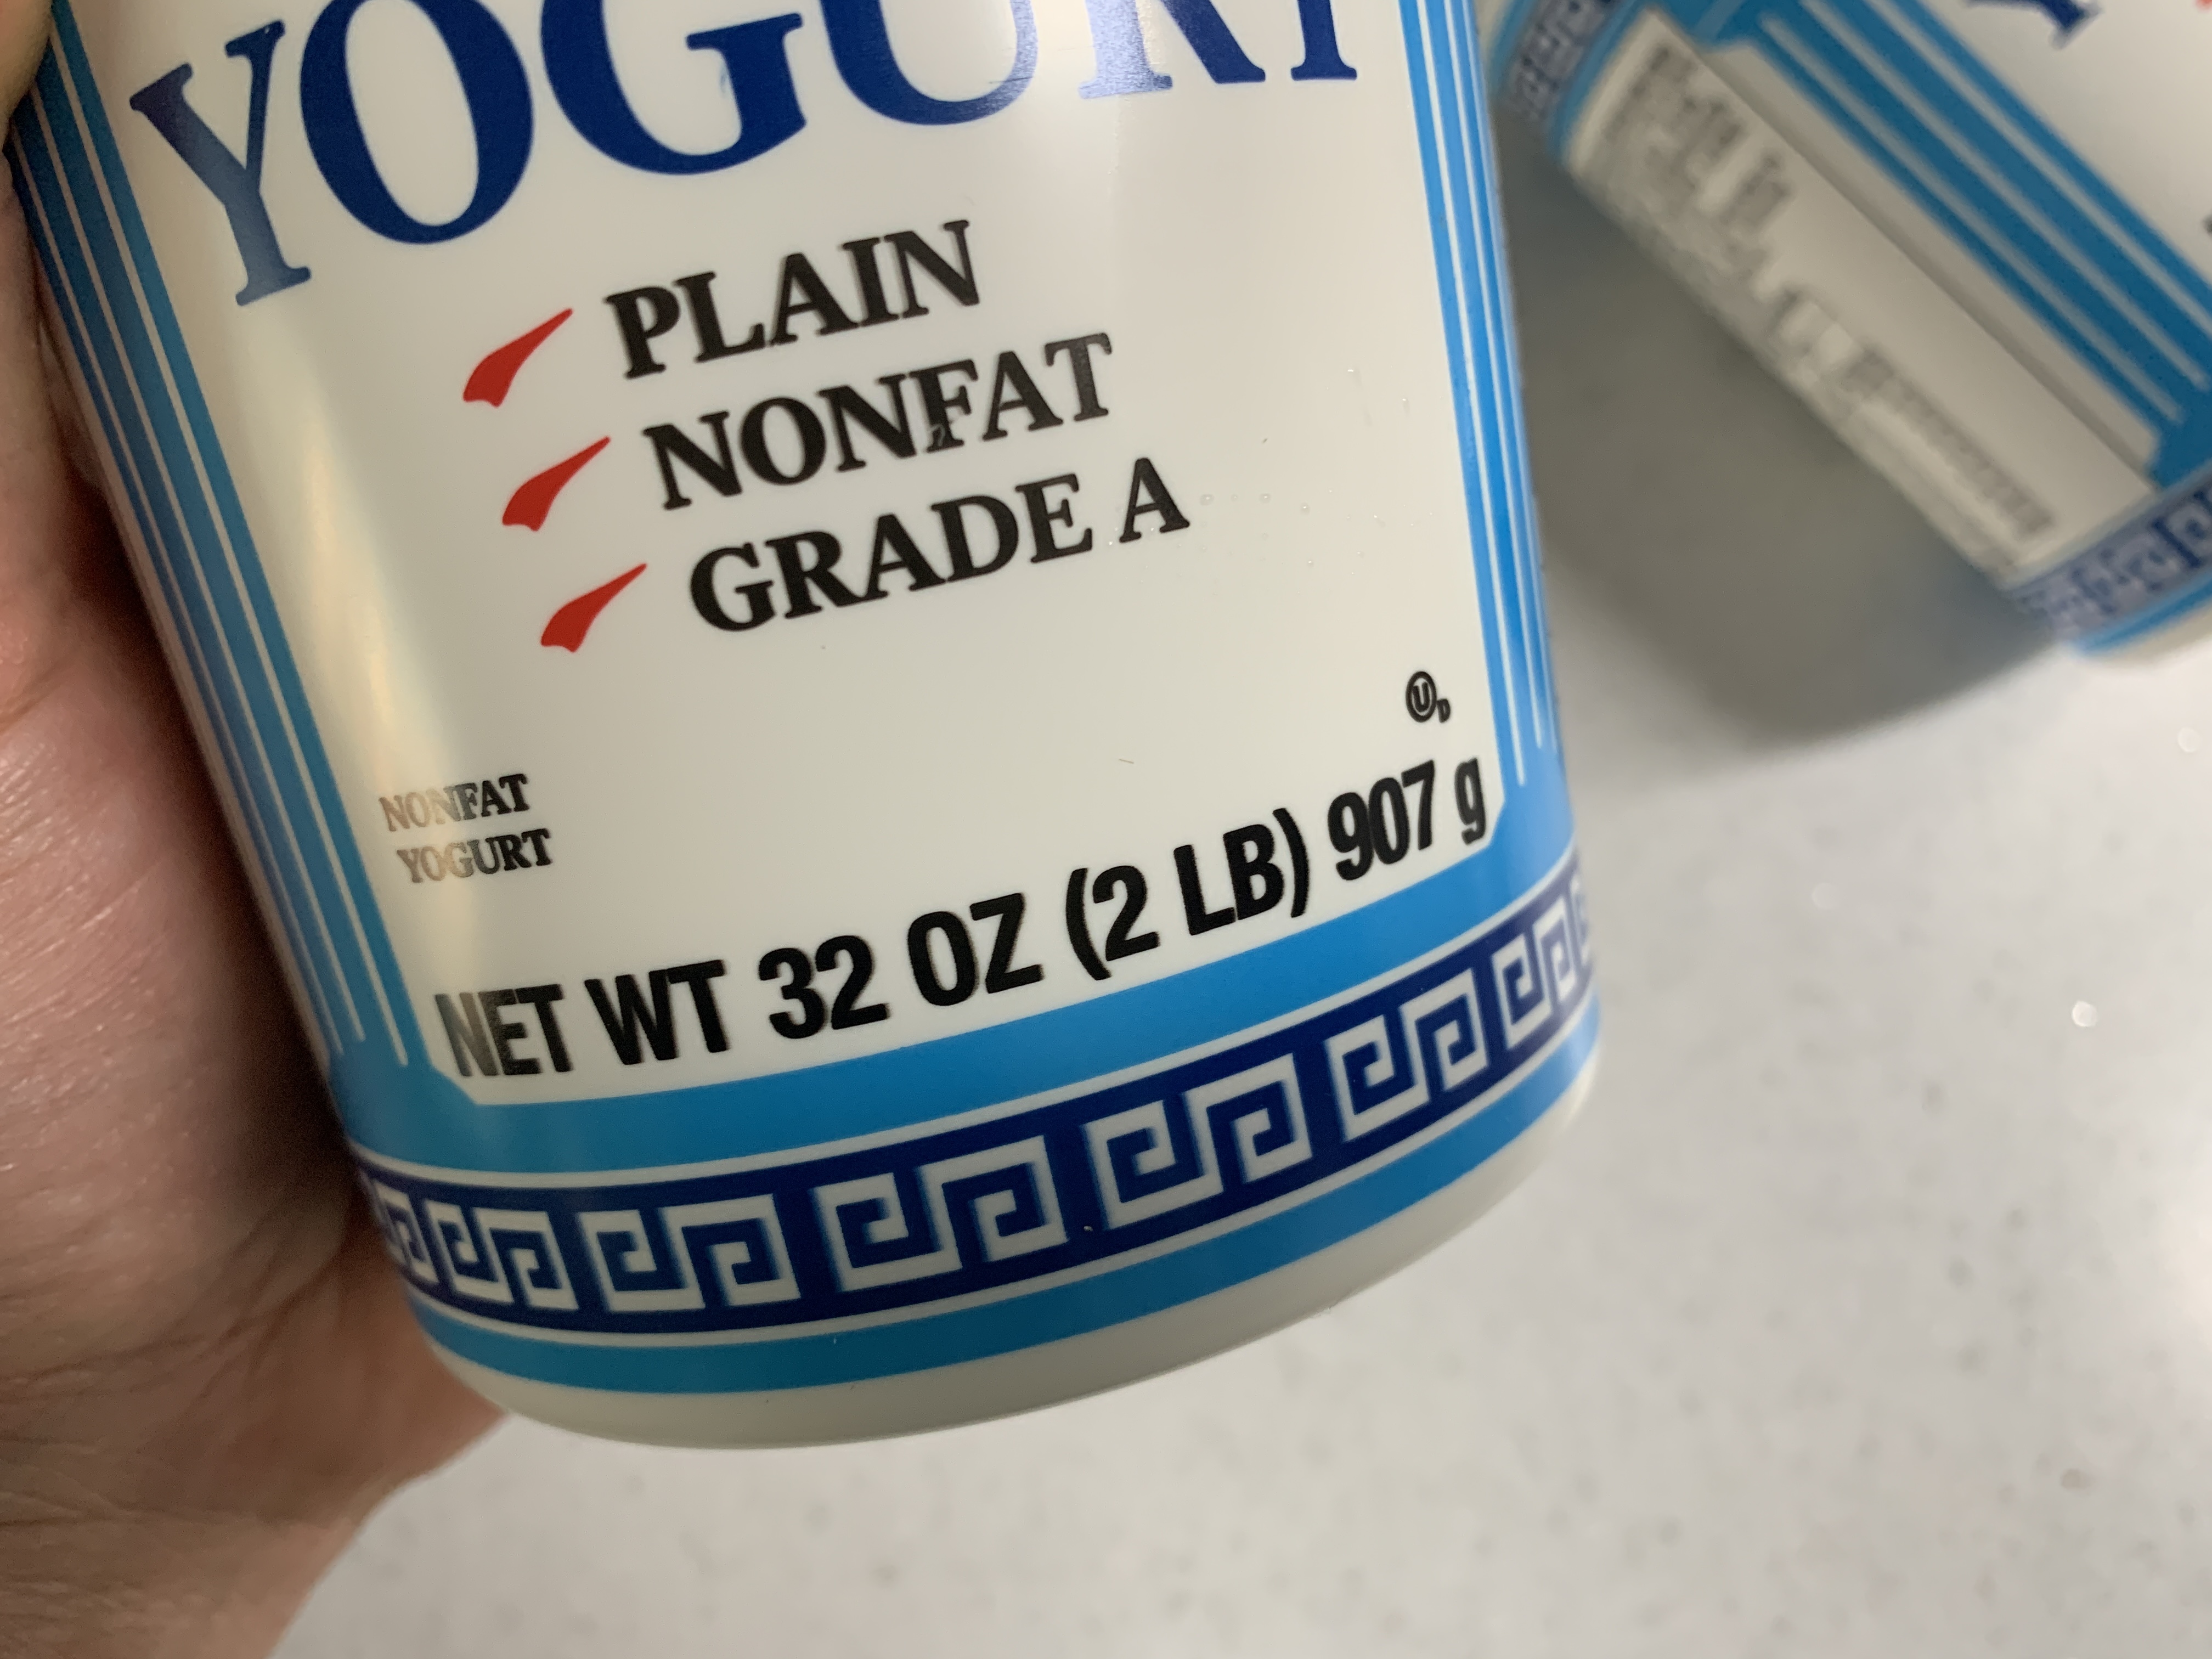 YOGURT
PLAIN
NONFAT
GRADE A
U D
NONFAT
YOGURT
NET WT 32 OZ (2 LB) 907 g